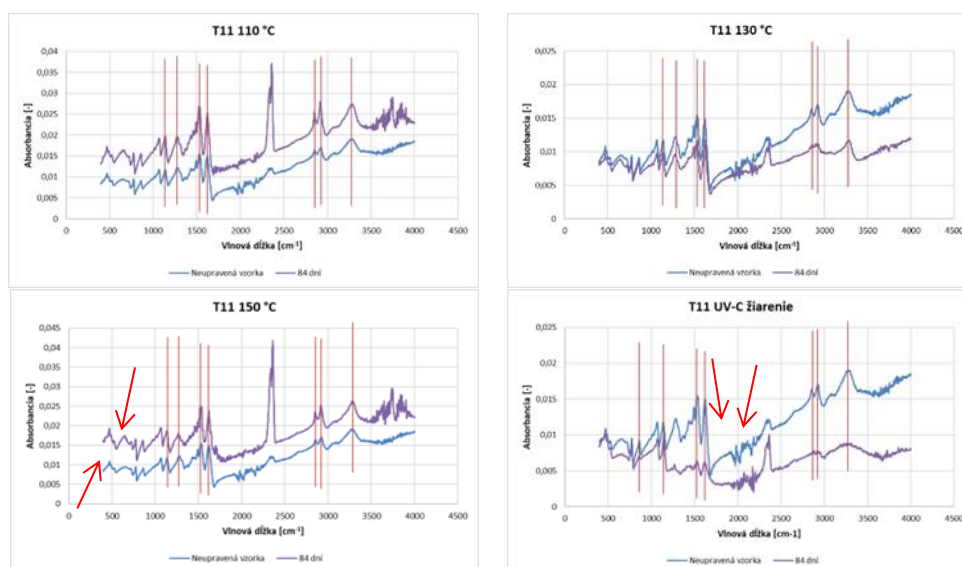 T11 110 °C
Absorbancia [-]
0,04
0,035
0,03
0,025
0,02
0,015
0,01
0,005
0
0 500 1000 1500 2000 2500 3000 3500 4000 4500
Vlnová dĺžka [cm⁻¹]
Neupravená vzorka 84 dní
T11 130 °C
Absorbancia [-]
0,025
0,02
0,015
0,01
0,005
0
0 500 1000 1500 2000 2500 3000 3500 4000 4500
Vlnová dĺžka [cm⁻¹]
Neupravená vzorka 84 dní
T11 150 °C
Absorbancia [-]
0,045
0,04
0,035
0,03
0,025
0,02
0,015
0,01
0,005
0
0 500 1000 1500 2000 2500 3000 3500 4000 4500
Vlnová dĺžka [cm⁻¹]
Neupravená vzorka 84 dní
T11 UV-C žiarenie
Absorbancia [-]
0,025
0,02
0,015
0,01
0,005
0
0 500 1000 1500 2000 2500 3000 3500 4000 4500
Vlnová dĺžka [cm-1]
Neupravená vzorka 84 dní